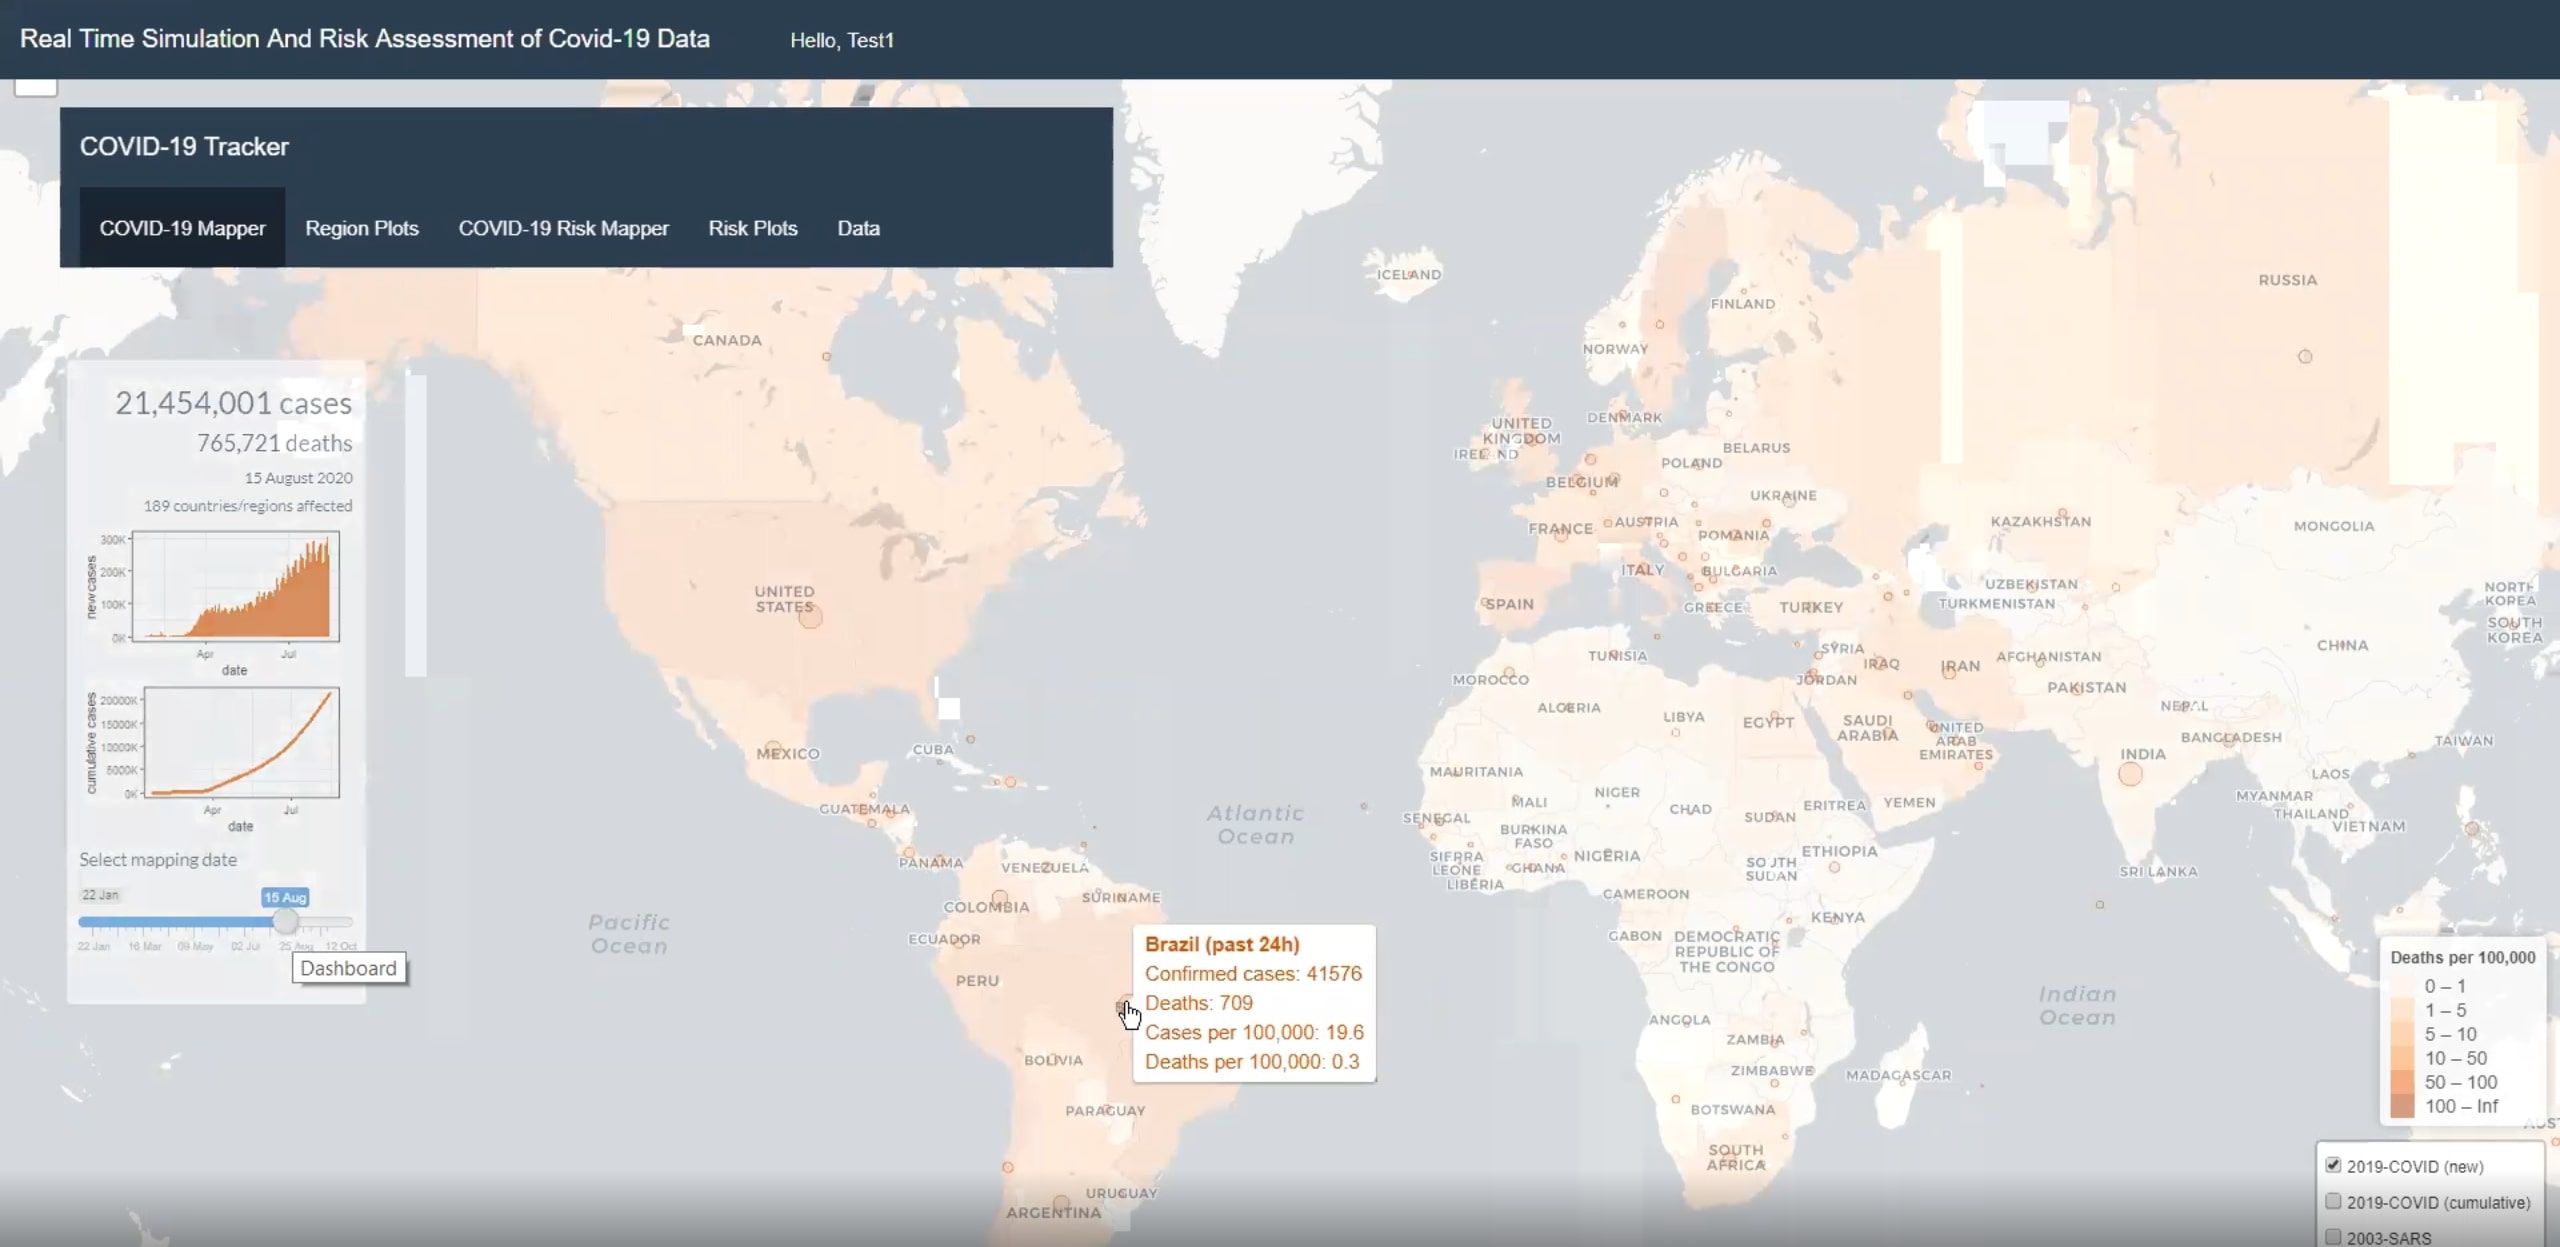 Real Time Simulation And Risk Assessment of Covid-19 Data
Hello, Test1
COVID-19 Tracker
COVID-19 Mapper
Region Plots
COVID-19 Risk Mapper
Risk Plots
Data
21,454,001 cases
765,721 deaths
15 August 2020
189 countries/regions affected
new cases
300K
200K
100K
0K
Apr
Jul
date
cumulative cases
20000K
15000K
10000K
5000K
0K
Apr
Jul
date
Select mapping date
22 Jan
15 Aug
22 Jan
16 Mar
09 May
02 Jul
25 Aug
12 Oct
Dashboard
CANADA
UNITED
STATES
MEXICO
CUBA
GUATEMALA
PANAMA
VENEZUELA
COLOMBIA
SURINAME
ECUADOR
PERU
BOLIVIA
PARAGUAY
URUGUAY
ARGENTINA
Pacific
Ocean
Atlantic
Ocean
Brazil (past 24h)
Confirmed cases: 41576
Deaths: 709
Cases per 100,000: 19.6
Deaths per 100,000: 0.3
ICELAND
FINLAND
NORWAY
RUSSIA
DENMARK
UNITED
KINGDOM
IREL ND
BELARUS
POLAND
BELGIUM
UKRAINE
FRANCE
AUSTRIA
ROMANIA
KAZAKHSTAN
MONGOLIA
ITALY
BULGARIA
UZBEKISTAN
NORTH
KOREA
SPAIN
GREECE
TURKEY
TURKMENISTAN
SOUTH
KOREA
TUNISIA
SYRIA
IRAQ
IRAN
AFGHANISTAN
CHINA
MOROCCO
JORDAN
PAKISTAN
ALGERIA
LIBYA
EGYPT
SAUDI
ARABIA
UNITED
ARAB
EMIRATES
NEPAL
BANGLADESH
TAIWAN
INDIA
MAURITANIA
MALI
NIGER
CHAD
SUDAN
ERITREA
YEMEN
LAOS
MYANMAR
THAILAND
VIETNAM
SENEGAL
BURKINA
FASO
SIERRA
LEONE
LIBERIA
GHANA
NIGERIA
SO JTH
SUDAN
ETHIOPIA
SRI LANKA
CAMEROON
KENYA
GABON
DEMOCRATIC
REPUBLIC OF
THE CONGO
ANGOLA
ZAMBIA
ZIMBABWE
MADAGASCAR
BOTSWANA
SOUTH
AFRICA
Indian
Ocean
Deaths per 100,000
0 – 1
1 – 5
5 – 10
10 – 50
50 – 100
100 – Inf
AUST
2019-COVID (new)
2019-COVID (cumulative)
2003-SARS